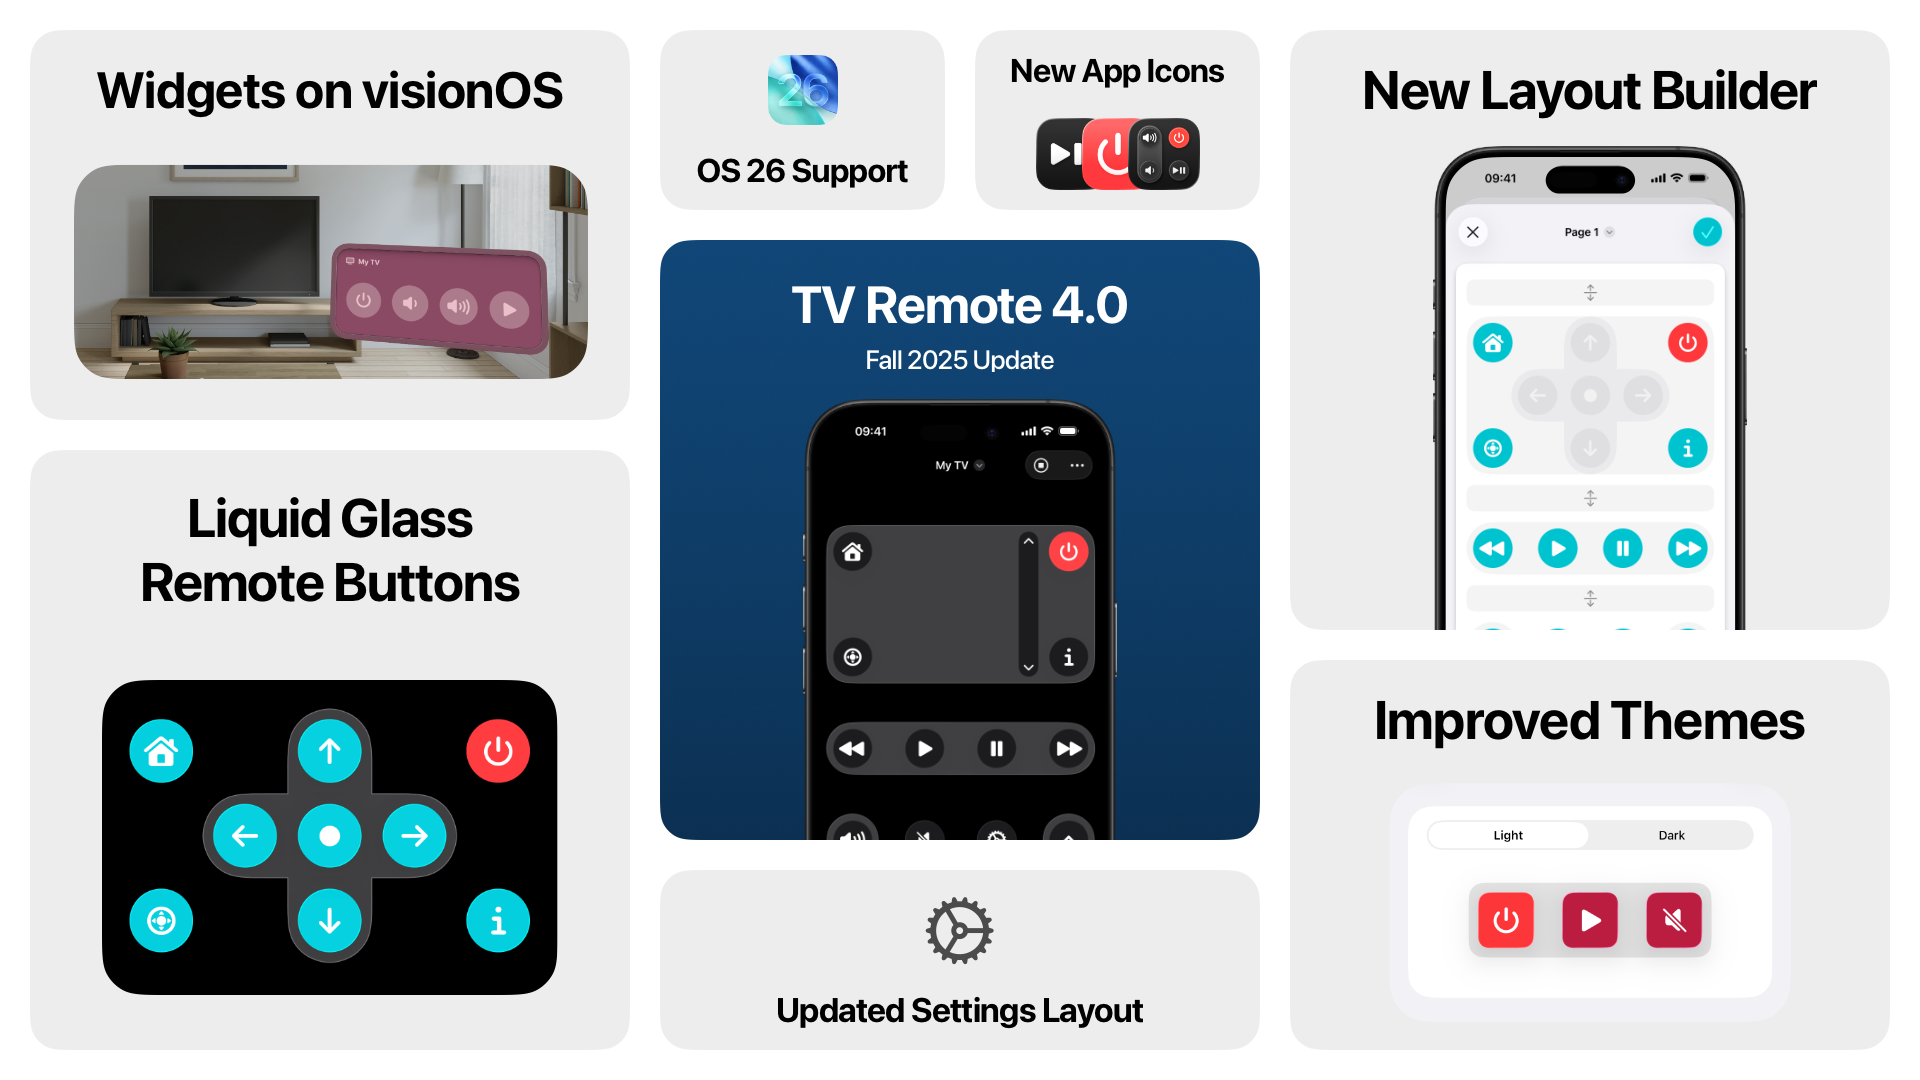 Widgets on visionOS
My TV
Liquid Glass
Remote Buttons
26
OS 26 Support
New App Icons
TV Remote 4.0
Fall 2025 Update
09:41
My TV
Updated Settings Layout
New Layout Builder
09:41
Page 1
Improved Themes
Light
Dark